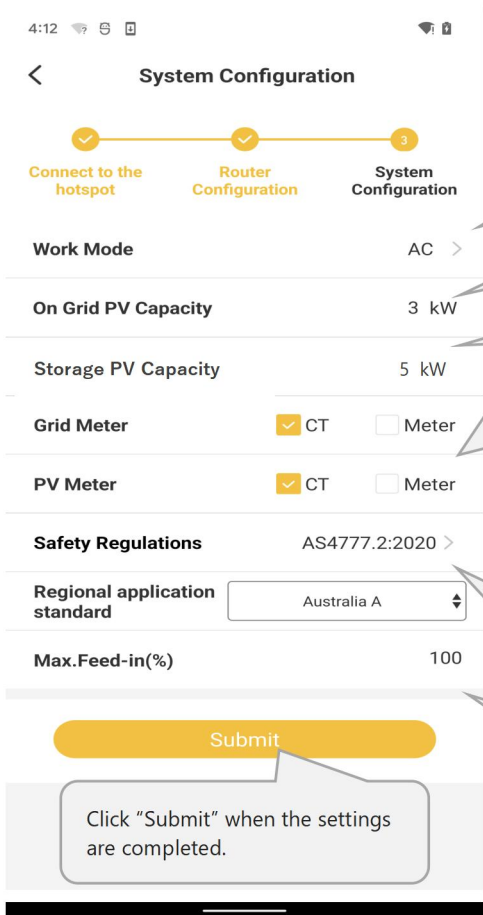 4:12
System Configuration
3
Connect to the
hotspot
Router
Configuration
System
Configuration
Work Mode AC >
On Grid PV Capacity 3 kW
Storage PV Capacity 5 kW
Grid Meter CT Meter
PV Meter CT Meter
Safety Regulations AS4777.2:2020 >
Regional application
standard
Australia A
Max.Feed-in(%) 100
Submit
Click “Submit” when the settings
are completed.